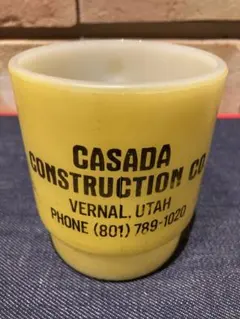 CASADA
CONSTRUCTION CO
VERNAL, UTAH
PHONE (801) 789-1020